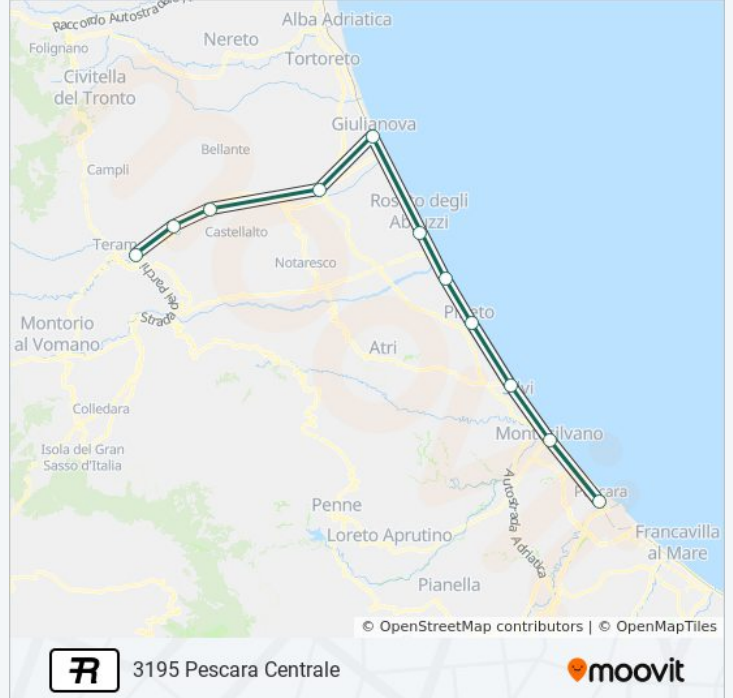 Raccordo Autostrada
Alba Adriatica
Nereto
Folignano
Tortoreto
Civitella
del Tronto
Giulianova
Bellante
Campli
Roseto degli
Abruzzi
Castellalto
Teramo
Notaresco
Strada
dei Parchi
Pineto
Montorio
al Vomano
Atri
Silvi
Colledara
Montesilvano
Isola del Gran
Sasso d'Italia
Autostrada Adriatica
Pescara
Penne
Loreto Aprutino
Francavilla
al Mare
Pianella
© OpenStreetMap contributors | © OpenMapTiles
R 3195 Pescara Centrale
moovit